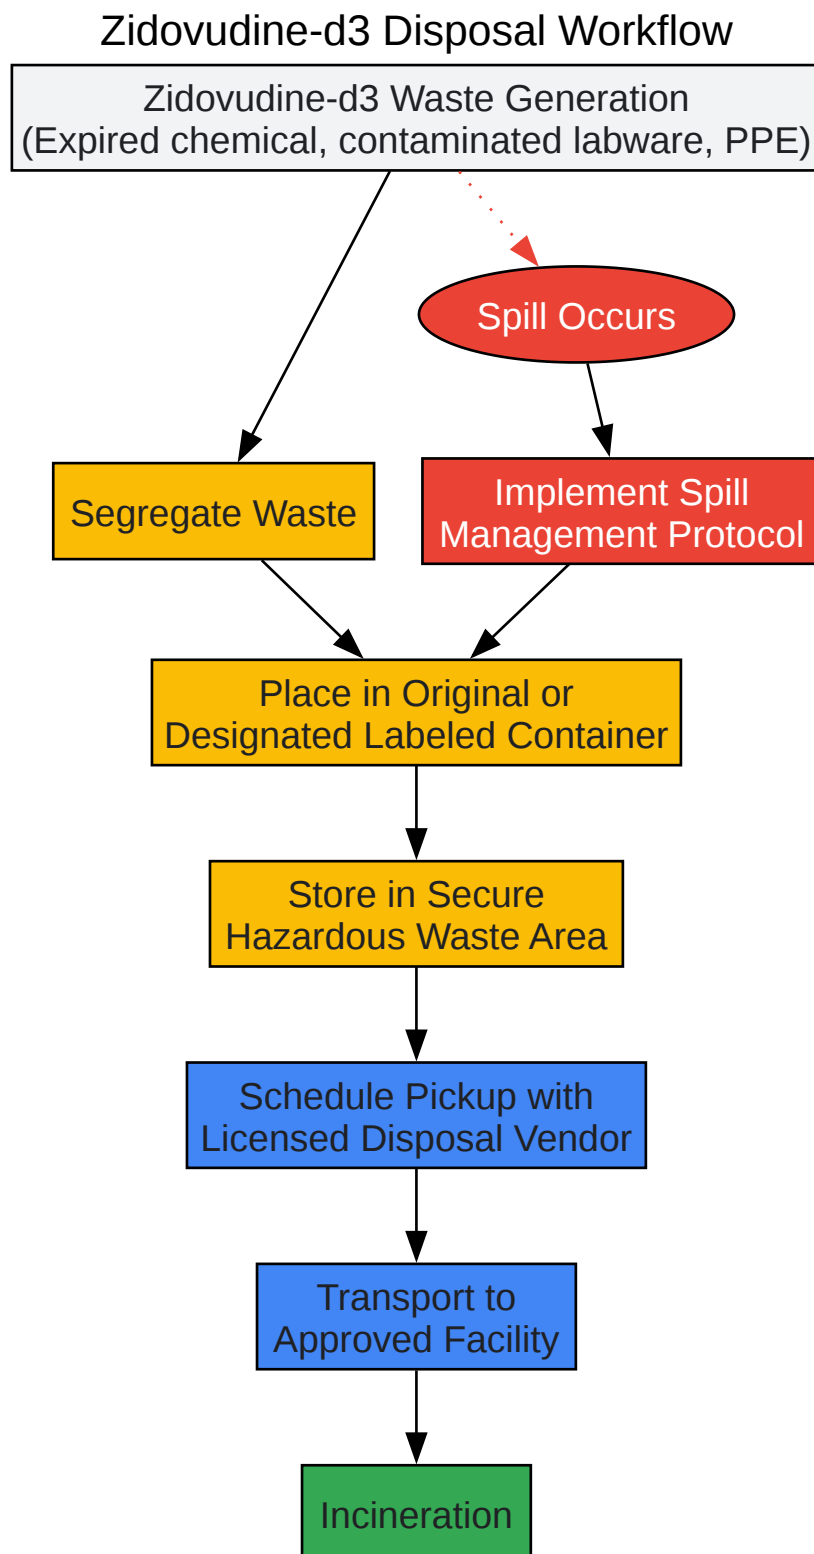 Zidovudine-d3 Disposal Workflow
Zidovudine-d3 Waste Generation
(Expired chemical, contaminated labware, PPE)
Spill Occurs
Segregate Waste
Implement Spill
Management Protocol
Place in Original or
Designated Labeled Container
Store in Secure
Hazardous Waste Area
Schedule Pickup with
Licensed Disposal Vendor
Transport to
Approved Facility
Incineration